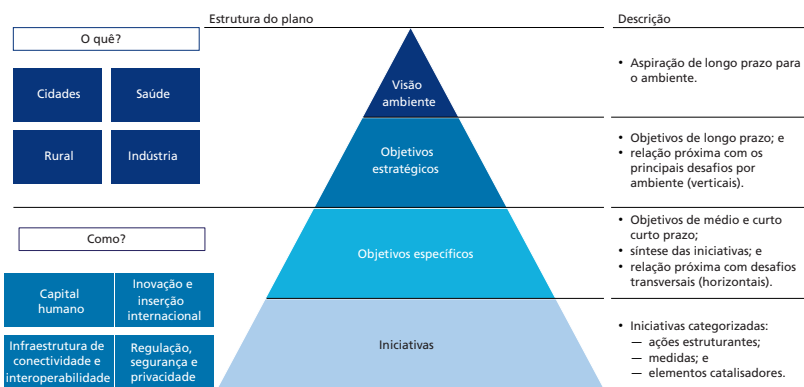 Estrutura do plano
Descrição
O quê?
Cidades
Saúde
Rural
Indústria
Visão
ambiente
• Aspiração de longo prazo para
o ambiente.
Objetivos
estratégicos
• Objetivos de longo prazo; e
• relação próxima com os
principais desafios por
ambiente (verticais).
Como?
Capital
humano
Inovação e
inserção
internacional
Infraestrutura de
conectividade e
interoperabilidade
Regulação,
segurança e
privacidade
Objetivos específicos
• Objetivos de médio e curto
curto prazo;
• síntese das iniciativas; e
• relação próxima com desafios
transversais (horizontais).
Iniciativas
• Iniciativas categorizadas:
— ações estruturantes;
— medidas; e
— elementos catalisadores.